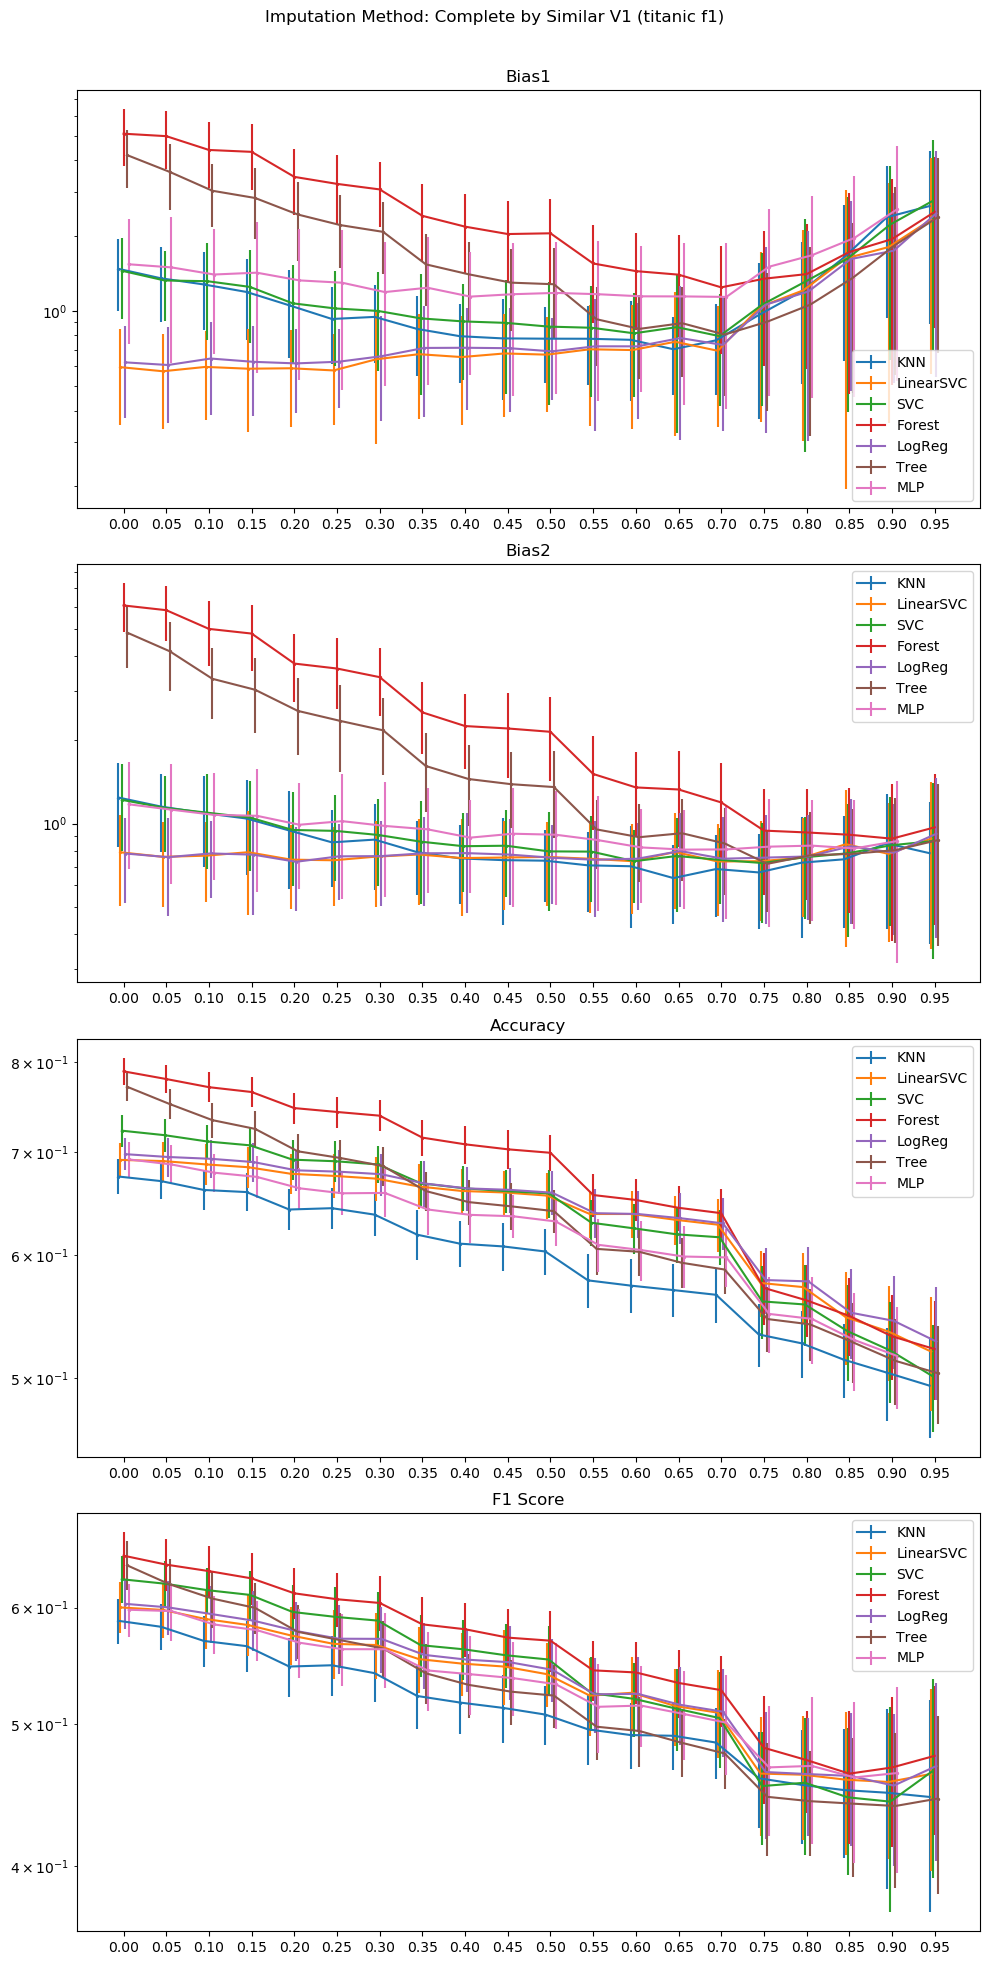 Imputation Method: Complete by Similar V1 (titanic f1)
Bias1
10⁰
KNN
LinearSVC
SVC
Forest
LogReg
Tree
MLP
0.00 0.05 0.10 0.15 0.20 0.25 0.30 0.35 0.40 0.45 0.50 0.55 0.60 0.65 0.70 0.75 0.80 0.85 0.90 0.95
Bias2
KNN
LinearSVC
SVC
Forest
LogReg
Tree
MLP
10⁰
0.00 0.05 0.10 0.15 0.20 0.25 0.30 0.35 0.40 0.45 0.50 0.55 0.60 0.65 0.70 0.75 0.80 0.85 0.90 0.95
Accuracy
8 × 10⁻¹
7 × 10⁻¹
6 × 10⁻¹
5 × 10⁻¹
KNN
LinearSVC
SVC
Forest
LogReg
Tree
MLP
0.00 0.05 0.10 0.15 0.20 0.25 0.30 0.35 0.40 0.45 0.50 0.55 0.60 0.65 0.70 0.75 0.80 0.85 0.90 0.95
F1 Score
6 × 10⁻¹
5 × 10⁻¹
4 × 10⁻¹
KNN
LinearSVC
SVC
Forest
LogReg
Tree
MLP
0.00 0.05 0.10 0.15 0.20 0.25 0.30 0.35 0.40 0.45 0.50 0.55 0.60 0.65 0.70 0.75 0.80 0.85 0.90 0.95